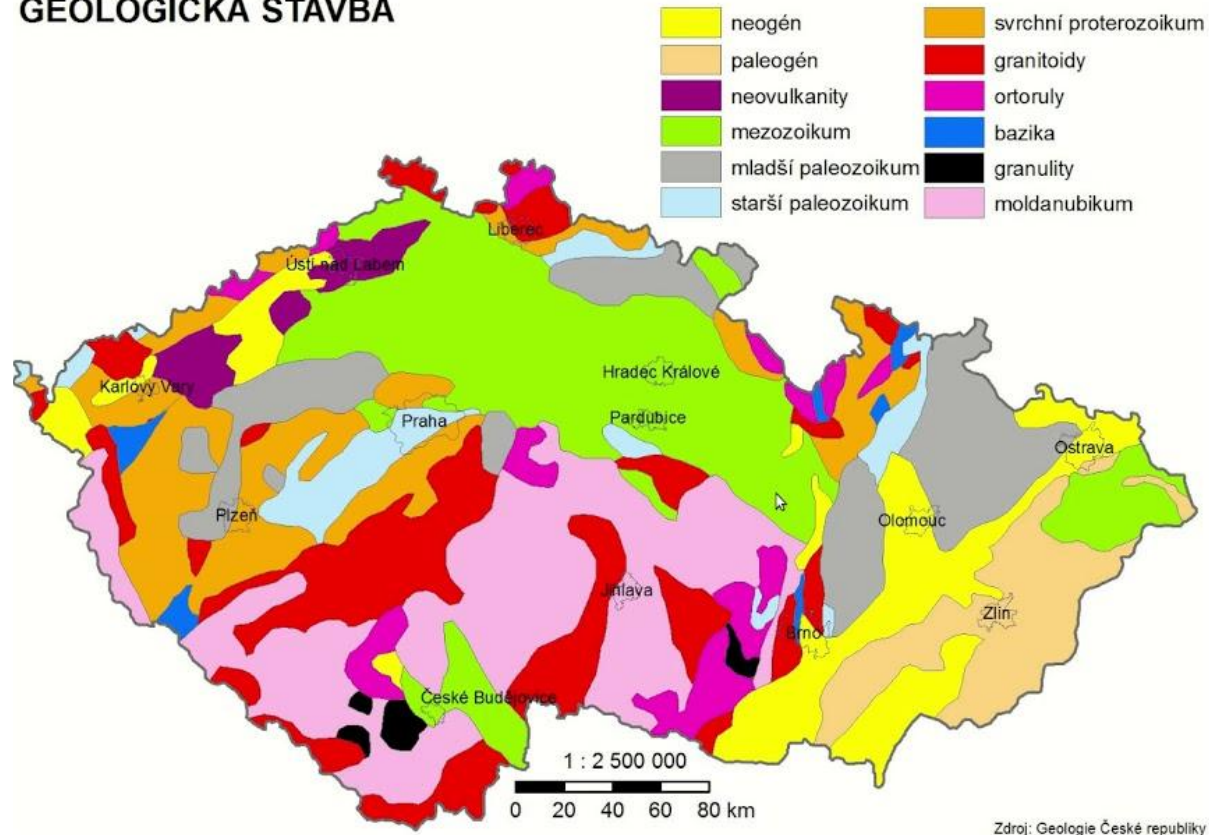 GEOLOGICKÁ STAVBA
neogén
paleogén
neovulkanity
mezozoikum
mladší paleozoikum
starší paleozoikum
svrchní proterozoikum
granitoidy
ortoruly
bazika
granulity
moldanubikum
Liberec
Ústí nad Labem
Karlovy Vary
Hradec Králové
Praha
Pardubice
Ostrava
Plzeň
Olomouc
Jihlava
Zlín
Brno
České Budějovice
1 : 2 500 000
0 20 40 60 80 km
Zdroj: Geologie České republiky